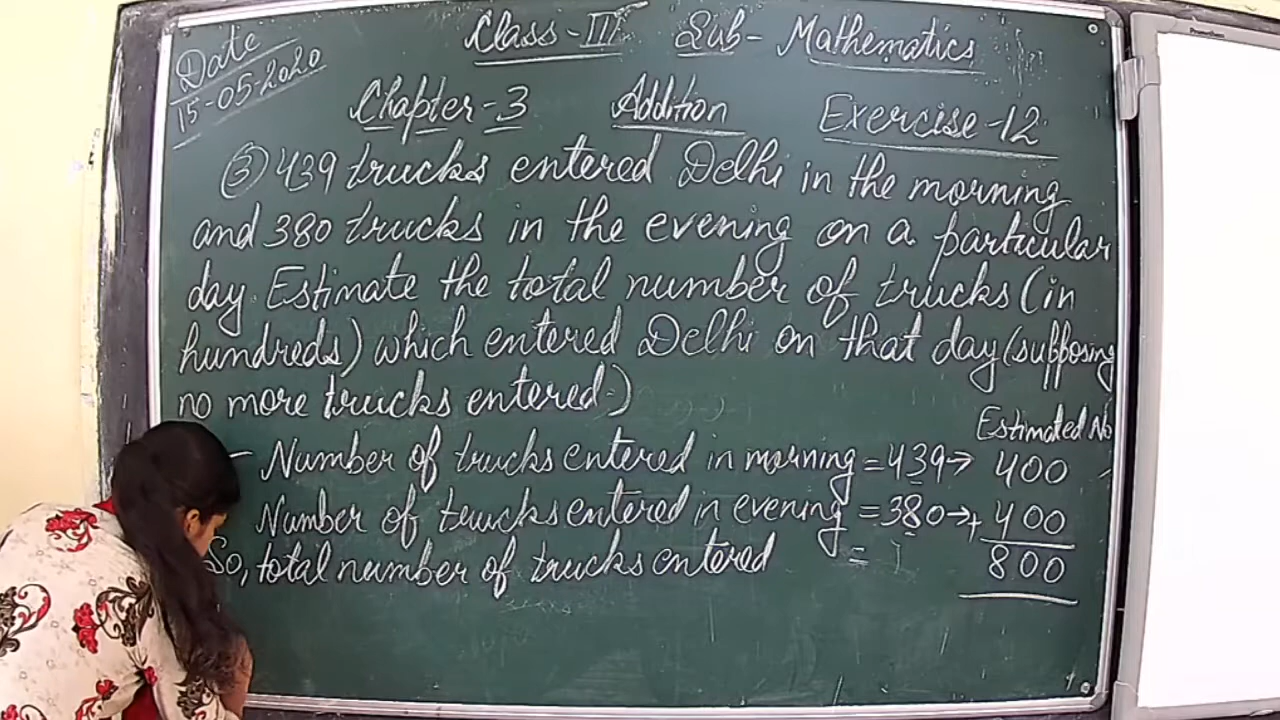 Date
15-05-2020
Class-III Sub- Mathematics
Chapter-3 Addition Exercise-12
③ 439 trucks entered Delhi in the morning
and 380 trucks in the evening on a particular
day. Estimate the total number of trucks (in
hundreds) which entered Delhi on that day (supposing
no more trucks entered.)
Estimated No
- Number of trucks entered in morning = 439 → 400
Number of trucks entered in evening = 380 → + 400
So, total number of trucks entered = 800